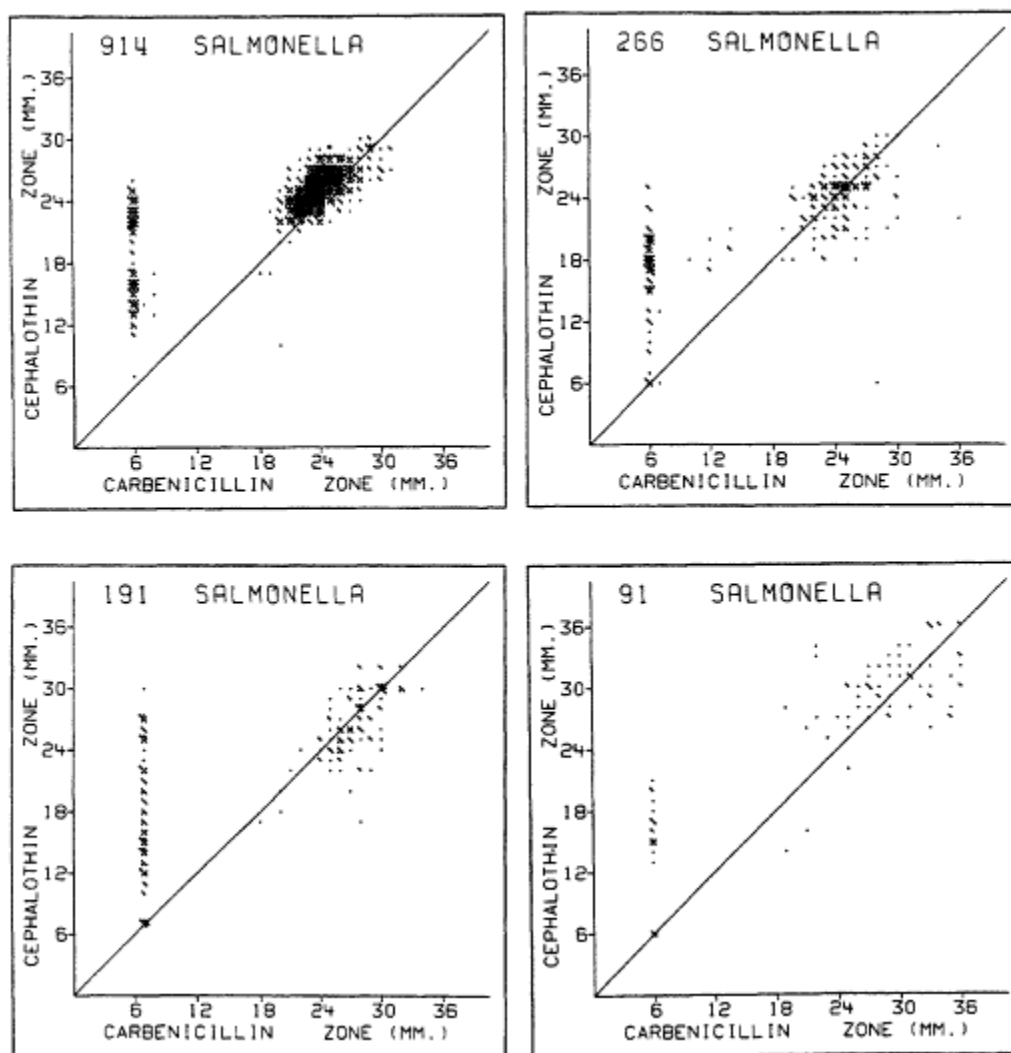 914 SALMONELLA
CEPHALOTHIN ZONE (MM.)
36
30
24
18
12
6
6 12 18 24 30 36
CARBENICILLIN ZONE (MM.)
266 SALMONELLA
CEPHALOTHIN ZONE (MM.)
36
30
24
18
12
6
6 12 18 24 30 36
CARBENICILLIN ZONE (MM.)
191 SALMONELLA
CEPHALOTHIN ZONE (MM.)
36
30
24
18
12
6
6 12 18 24 30 36
CARBENICILLIN ZONE (MM.)
91 SALMONELLA
CEPHALOTHIN ZONE (MM.)
36
30
24
18
12
6
6 12 18 24 30 36
CARBENICILLIN ZONE (MM.)